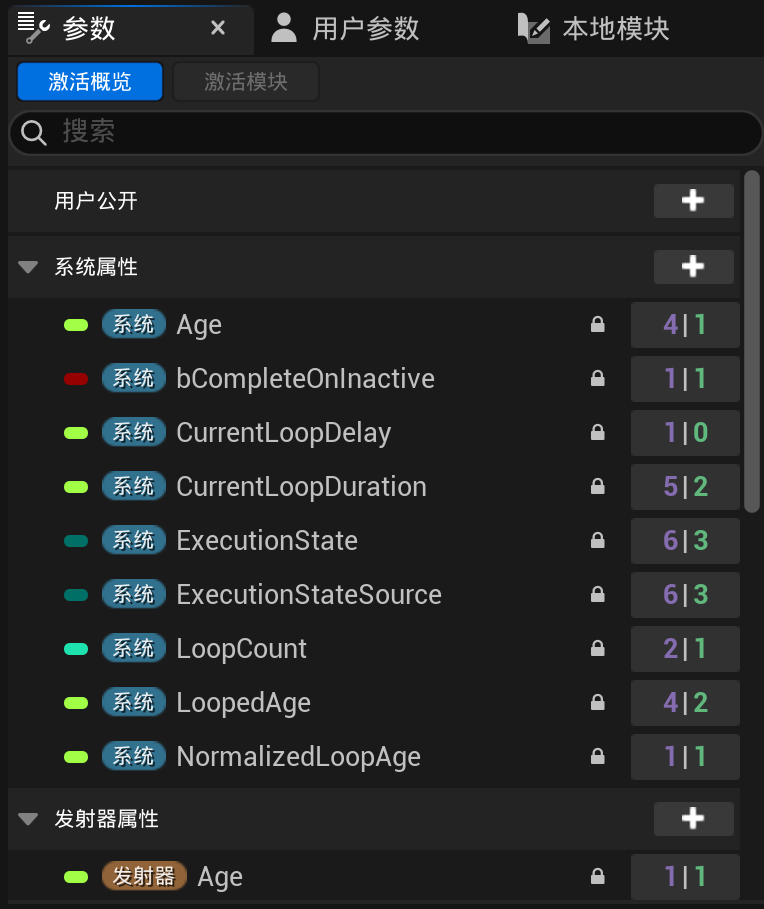 参数 用户参数 本地模块
激活概览 激活模块
搜索
用户公开
系统属性
系统 Age 4|1
系统 bCompleteOnInactive 1|1
系统 CurrentLoopDelay 1|0
系统 CurrentLoopDuration 5|2
系统 ExecutionState 6|3
系统 ExecutionStateSource 6|3
系统 LoopCount 2|1
系统 LoopedAge 4|2
系统 NormalizedLoopAge 1|1
发射器属性
发射器 Age 1|1